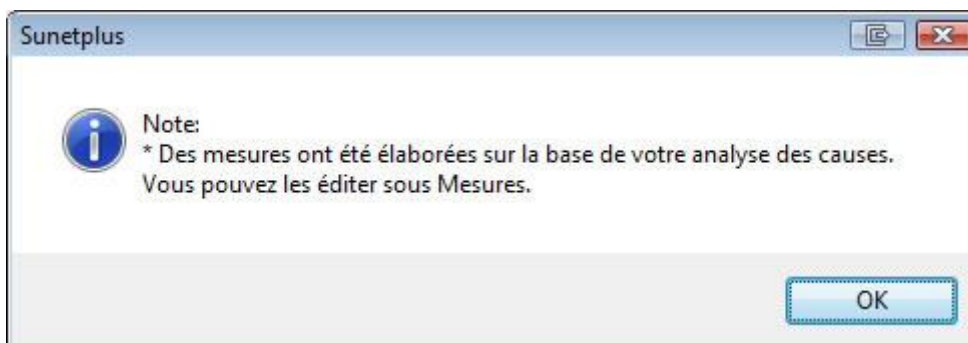 Sunetplus
Note:
* Des mesures ont été élaborées sur la base de votre analyse des causes.
Vous pouvez les éditer sous Mesures.
OK